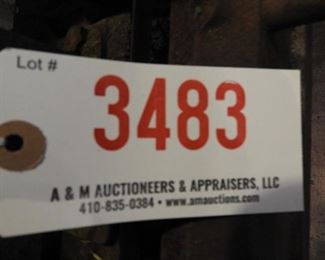 Lot #
3483
A & M AUCTIONEERS & APPRAISERS, LLC
410-835-0384 • www.amauctions.com